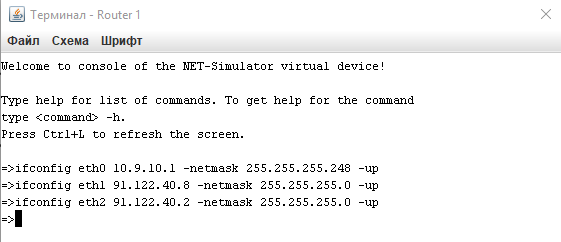 Терминал - Router 1
Файл Схема Шрифт
Welcome to console of the NET-Simulator virtual device!
Type help for list of commands. To get help for the command
type <command> -h.
Press Ctrl+L to refresh the screen.
=>ifconfig eth0 10.9.10.1 -netmask 255.255.255.248 -up
=>ifconfig eth1 91.122.40.8 -netmask 255.255.255.0 -up
=>ifconfig eth2 91.122.40.2 -netmask 255.255.255.0 -up
=>